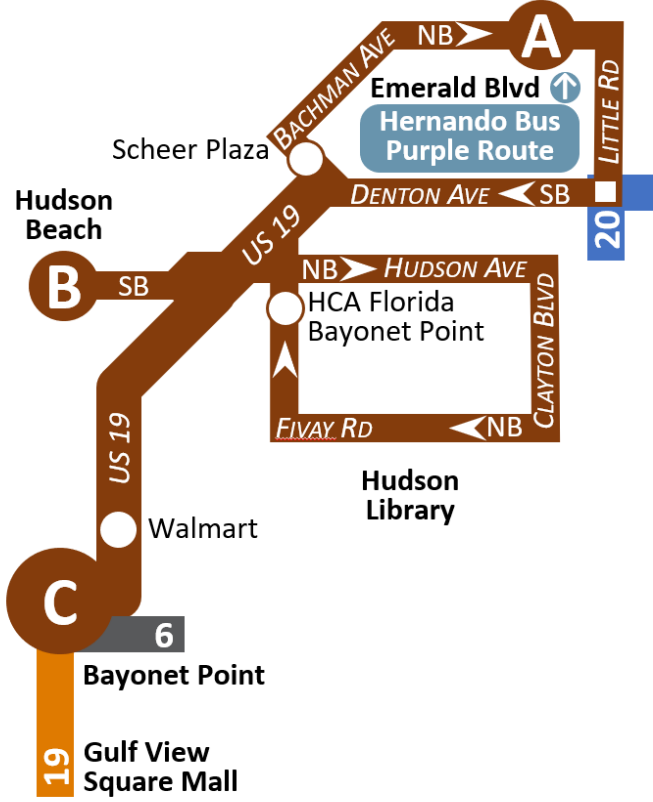 BACHMAN AVE
NB
A
LITTLE RD
Emerald Blvd
Hernando Bus
Purple Route
Scheer Plaza
DENTON AVE
SB
20
Hudson
Beach
US 19
B
SB
NB
HUDSON AVE
HCA Florida
Bayonet Point
CLAYTON BLVD
FIVAY RD
NB
US 19
Hudson
Library
Walmart
C
6
Bayonet Point
19
Gulf View
Square Mall